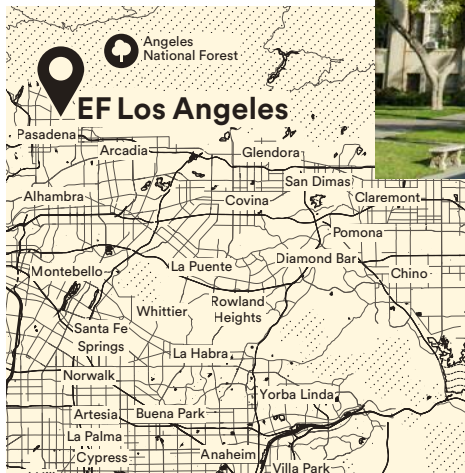 Angeles
National Forest
EF Los Angeles
Pasadena
Arcadia
Glendora
San Dimas
Alhambra
Covina
Claremont
Pomona
Montebello
La Puente
Diamond Bar
Chino
Whittier
Rowland
Heights
Santa Fe
Springs
La Habra
Norwalk
Yorba Linda
Artesia
Buena Park
La Palma
Cypress
Anaheim
Villa Park